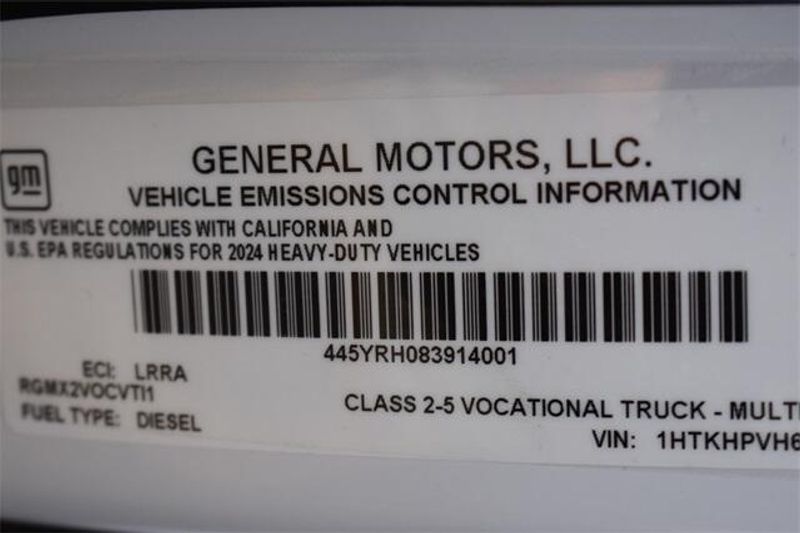 gm
GENERAL MOTORS, LLC.
VEHICLE EMISSIONS CONTROL INFORMATION
THIS VEHICLE COMPLIES WITH CALIFORNIA AND
U.S. EPA REGULATIONS FOR 2024 HEAVY-DUTY VEHICLES
445YRH083914001
ECI: LRRA
RGMX2VOCVTI1
FUEL TYPE: DIESEL
CLASS 2-5 VOCATIONAL TRUCK - MULTI
VIN: 1HTKHPVH6